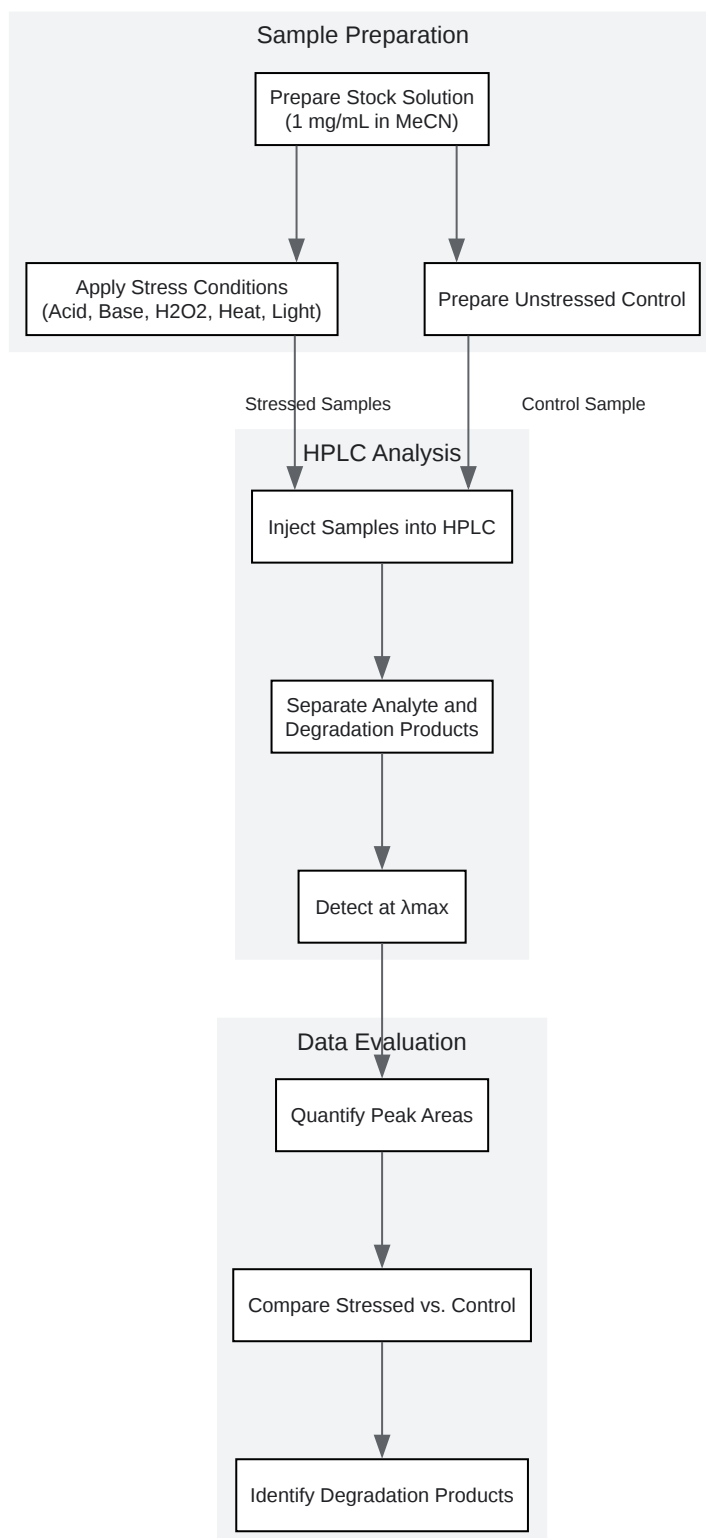 Sample Preparation
Prepare Stock Solution
(1 mg/mL in MeCN)
Apply Stress Conditions
(Acid, Base, H2O2, Heat, Light)
Prepare Unstressed Control
Stressed Samples
Control Sample
HPLC Analysis
Inject Samples into HPLC
Separate Analyte and
Degradation Products
Detect at λmax
Data Evaluation
Quantify Peak Areas
Compare Stressed vs. Control
Identify Degradation Products